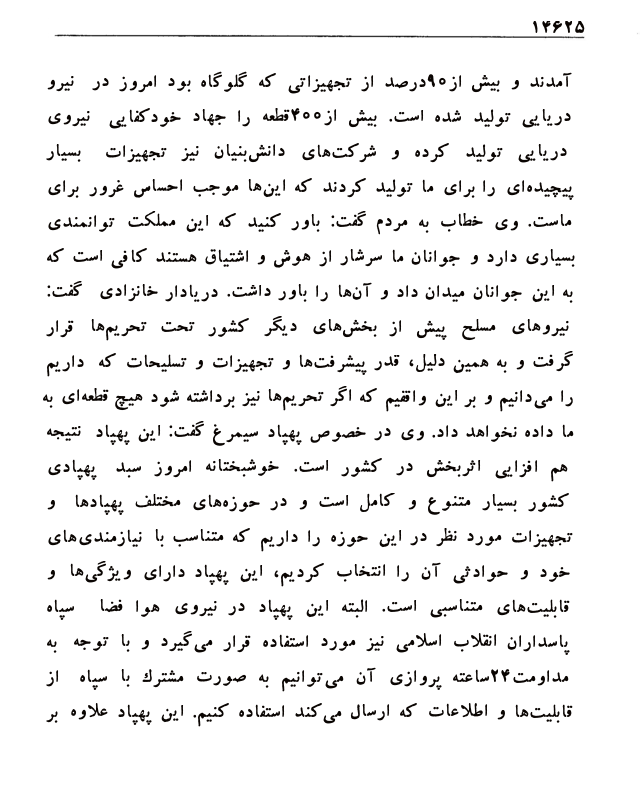 ۱۴۶۲۵
آمدند و بیش از۹۰درصد از تجهیزاتی که گلوگاه بود امروز در نیرو
دریایی تولید شده است. بیش از۴۰۰قطعه را جهاد خودکفایی نیروی
دریایی تولید کرده و شرکت‌های دانش‌بنیان نیز تجهیزات بسیار
پیچیده‌ای را برای ما تولید کردند که این‌ها موجب احساس غرور برای
ماست. وی خطاب به مردم گفت: باور کنید که این مملکت توانمندی
بسیاری دارد و جوانان ما سرشار از هوش و اشتیاق هستند کافی است که
به این جوانان میدان داد و آن‌ها را باور داشت. دریادار خانزادی گفت:
نیروهای مسلح پیش از بخش‌های دیگر کشور تحت تحریم‌ها قرار
گرفت و به همین دلیل، قدر پیشرفت‌ها و تجهیزات و تسلیحات که داریم
را می‌دانیم و بر این واقفیم که اگر تحریم‌ها نیز برداشته شود هیچ قطعه‌ای به
ما داده نخواهد داد. وی در خصوص پهپاد سیمرغ گفت: این پهپاد نتیجه
هم افزایی اثربخش در کشور است. خوشبختانه امروز سبد پهپادی
کشور بسیار متنوع و کامل است و در حوزه‌های مختلف پهپادها و
تجهیزات مورد نظر در این حوزه را داریم که متناسب با نیازمندی‌های
خود و حوادثی آن را انتخاب کردیم، این پهپاد دارای ویژگی‌ها و
قابلیت‌های متناسبی است. البته این پهپاد در نیروی هوا فضا سپاه
پاسداران انقلاب اسلامی نیز مورد استفاده قرار می‌گیرد و با توجه به
مداومت۲۴ساعته پروازی آن می‌توانیم به صورت مشترك با سپاه از
قابلیت‌ها و اطلاعات که ارسال می‌کند استفاده کنیم. این پهپاد علاوه بر